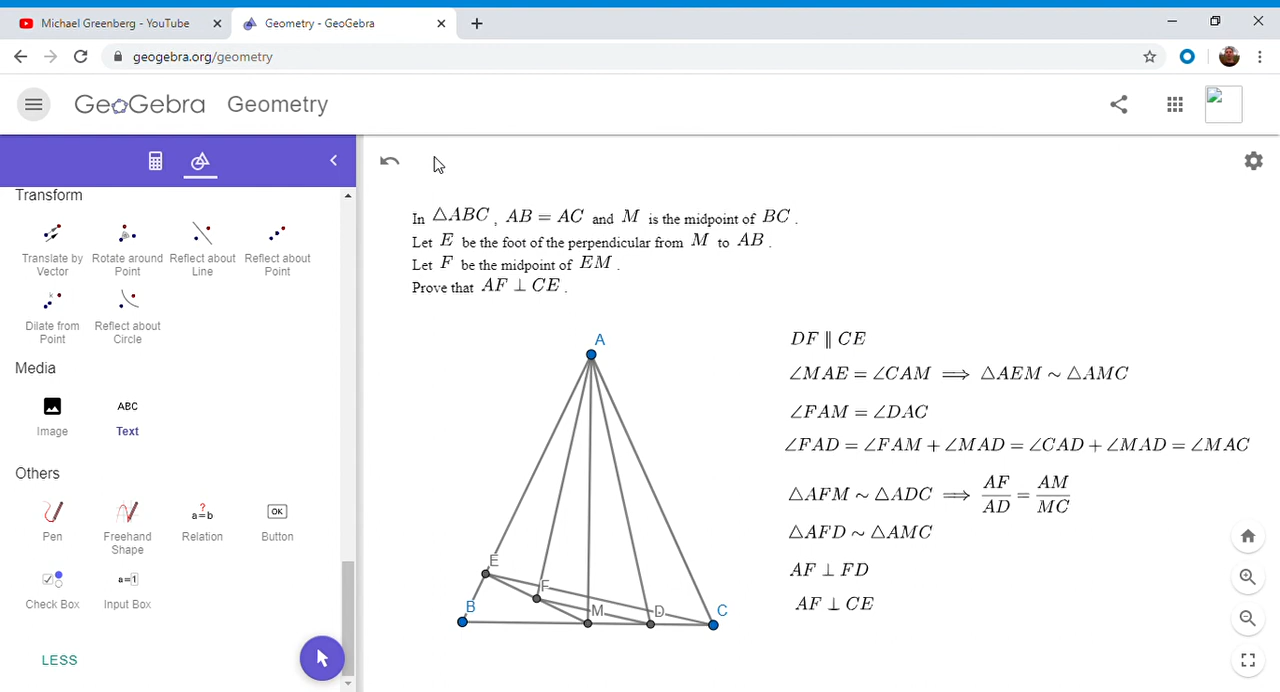 Michael Greenberg - YouTube
Geometry - GeoGebra
geogebra.org/geometry
GeoGebra Geometry
Transform
Translate by Vector
Rotate around Point
Reflect about Line
Reflect about Point
Dilate from Point
Reflect about Circle
Media
Image
ABC
Text
Others
Pen
Freehand Shape
? a=b
Relation
OK
Button
Check Box
a=1
Input Box
LESS
In △ABC , AB = AC and M is the midpoint of BC .
Let E be the foot of the perpendicular from M to AB .
Let F be the midpoint of EM .
Prove that AF ⊥ CE .
A
E
F
B
M
D
C
DF ∥ CE
∠MAE = ∠CAM ⟹ △AEM ∼ △AMC
∠FAM = ∠DAC
∠FAD = ∠FAM + ∠MAD = ∠CAD + ∠MAD = ∠MAC
△AFM ∼ △ADC ⟹ AF/AD = AM/MC
△AFD ∼ △AMC
AF ⊥ FD
AF ⊥ CE